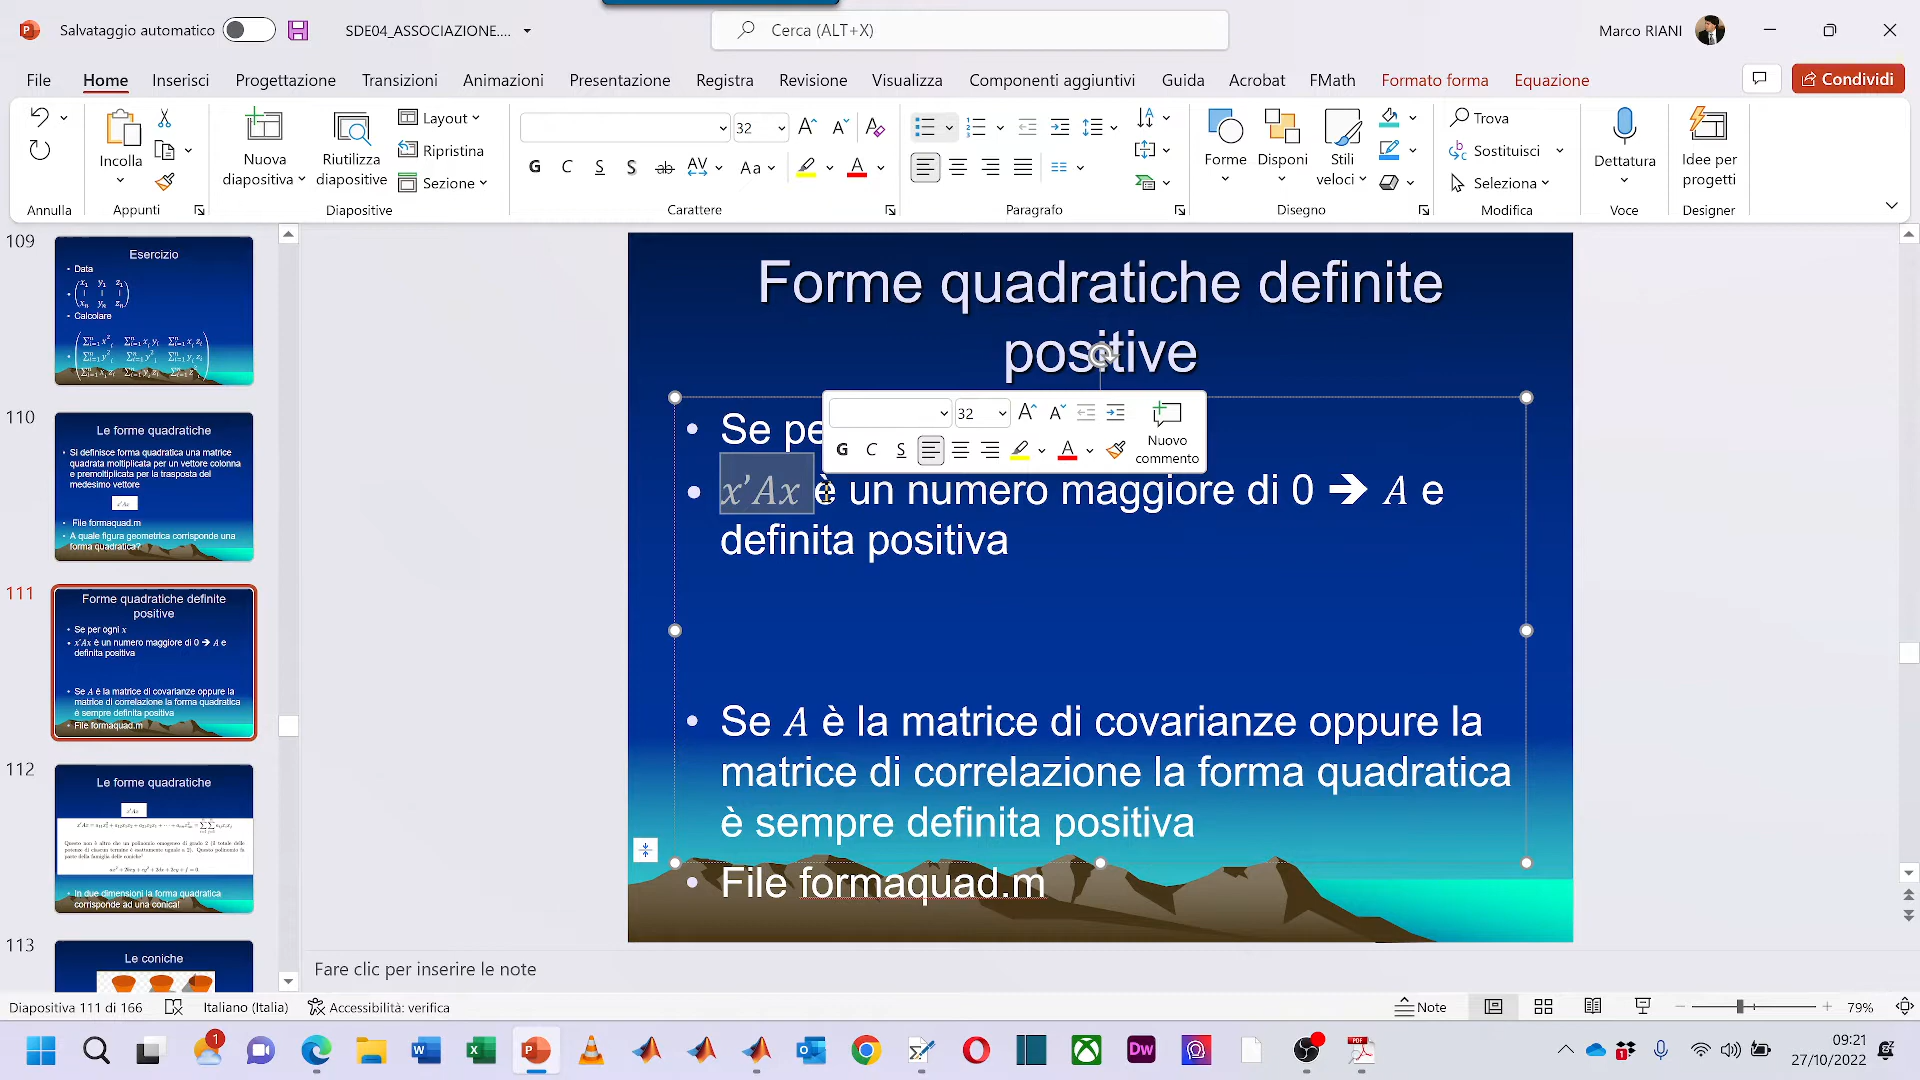 Salvataggio automatico
SDE04_ASSOCIAZIONE....
Cerca (ALT+X)
Marco RIANI
File Home Inserisci Progettazione Transizioni Animazioni Presentazione Registra Revisione Visualizza Componenti aggiuntivi Guida Acrobat FMath Formato forma Equazione
Condividi
Incolla
Nuova diapositiva
Riutilizza diapositive
Layout
Ripristina
Sezione
32
G C S S ab AV Aa A
Forme
Disponi
Stili veloci
Trova
Sostituisci
Seleziona
Dettatura
Idee per progetti
Annulla Appunti Diapositive Carattere Paragrafo Disegno Modifica Voce Designer
109
Esercizio
• Data
• Calcolare
110
Le forme quadratiche
• Si definisce forma quadratica una matrice
quadrata moltiplicata per un vettore colonna
e premoltiplicata per la trasposta del
medesimo vettore
x'Ax
• File formaquad.m
• A quale figura geometrica corrisponde una
forma quadratica?
111
Forme quadratiche definite
positive
• Se per ogni x
• x'Ax è un numero maggiore di 0 ➔ A e
definita positiva
• Se A è la matrice di covarianze oppure la
matrice di correlazione la forma quadratica
è sempre definita positiva
• File formaquad.m
112
Le forme quadratiche
x'Ax
• In due dimensioni la forma quadratica
corrisponde ad una conica!
113
Le coniche
Forme quadratiche definite
positive
• Se pe
32
G C S
Nuovo
commento
• x'Ax è un numero maggiore di 0 ➔ A e
definita positiva
• Se A è la matrice di covarianze oppure la
matrice di correlazione la forma quadratica
è sempre definita positiva
• File formaquad.m
Fare clic per inserire le note
Diapositiva 111 di 166
Italiano (Italia)
Accessibilità: verifica
Note
79%
09:21
27/10/2022